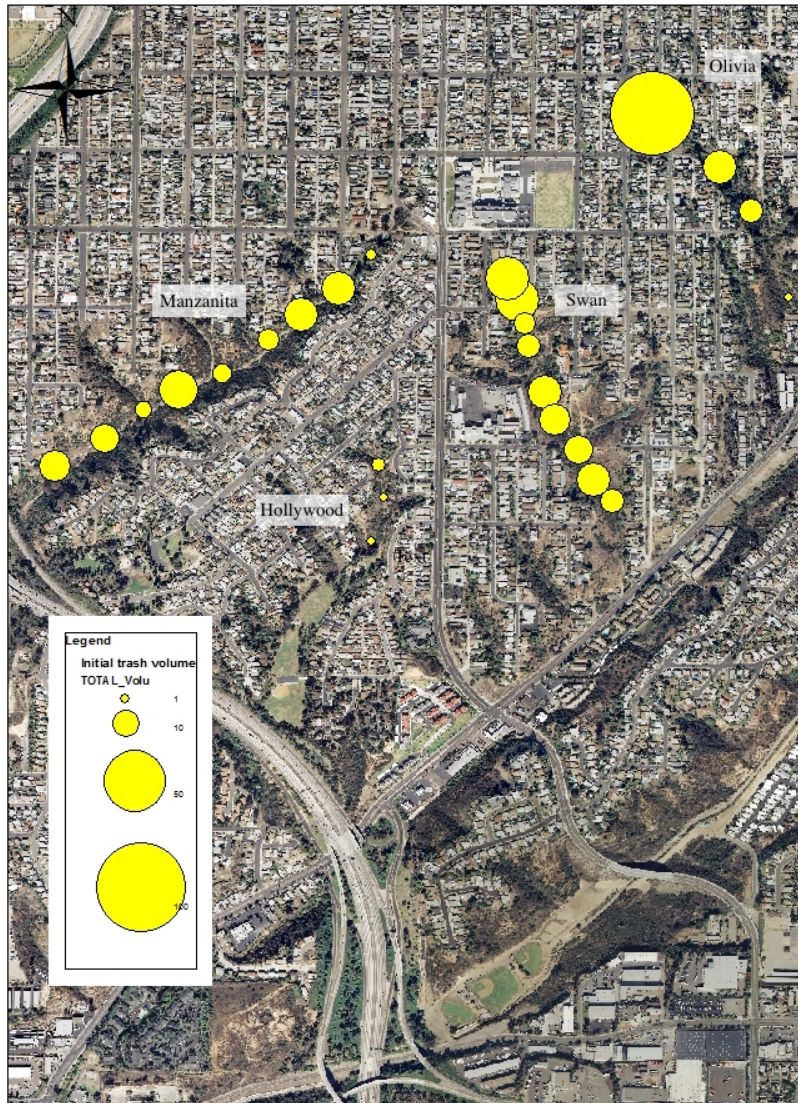 N
Olivia
Manzanita
Swan
Hollywood
Legend
Initial trash volume
TOTAL_Volu
1
10
50
100